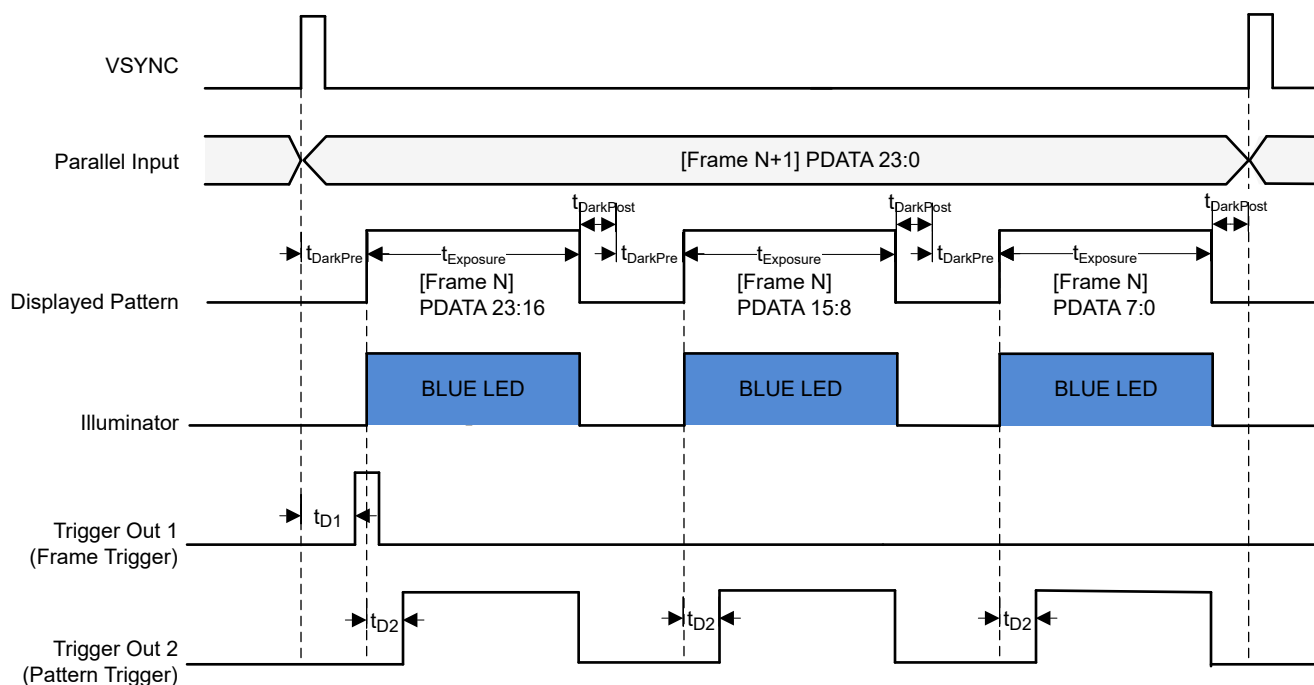 VSYNC
Parallel Input
[Frame N+1] PDATA 23:0
tDarkPost
tDarkPost
tDarkPost
tDarkPre
tExposure
tDarkPre
tExposure
tDarkPre
tExposure
Displayed Pattern
[Frame N]
PDATA 23:16
[Frame N]
PDATA 15:8
[Frame N]
PDATA 7:0
Illuminator
BLUE LED
BLUE LED
BLUE LED
Trigger Out 1
(Frame Trigger)
tD1
Trigger Out 2
(Pattern Trigger)
tD2
tD2
tD2